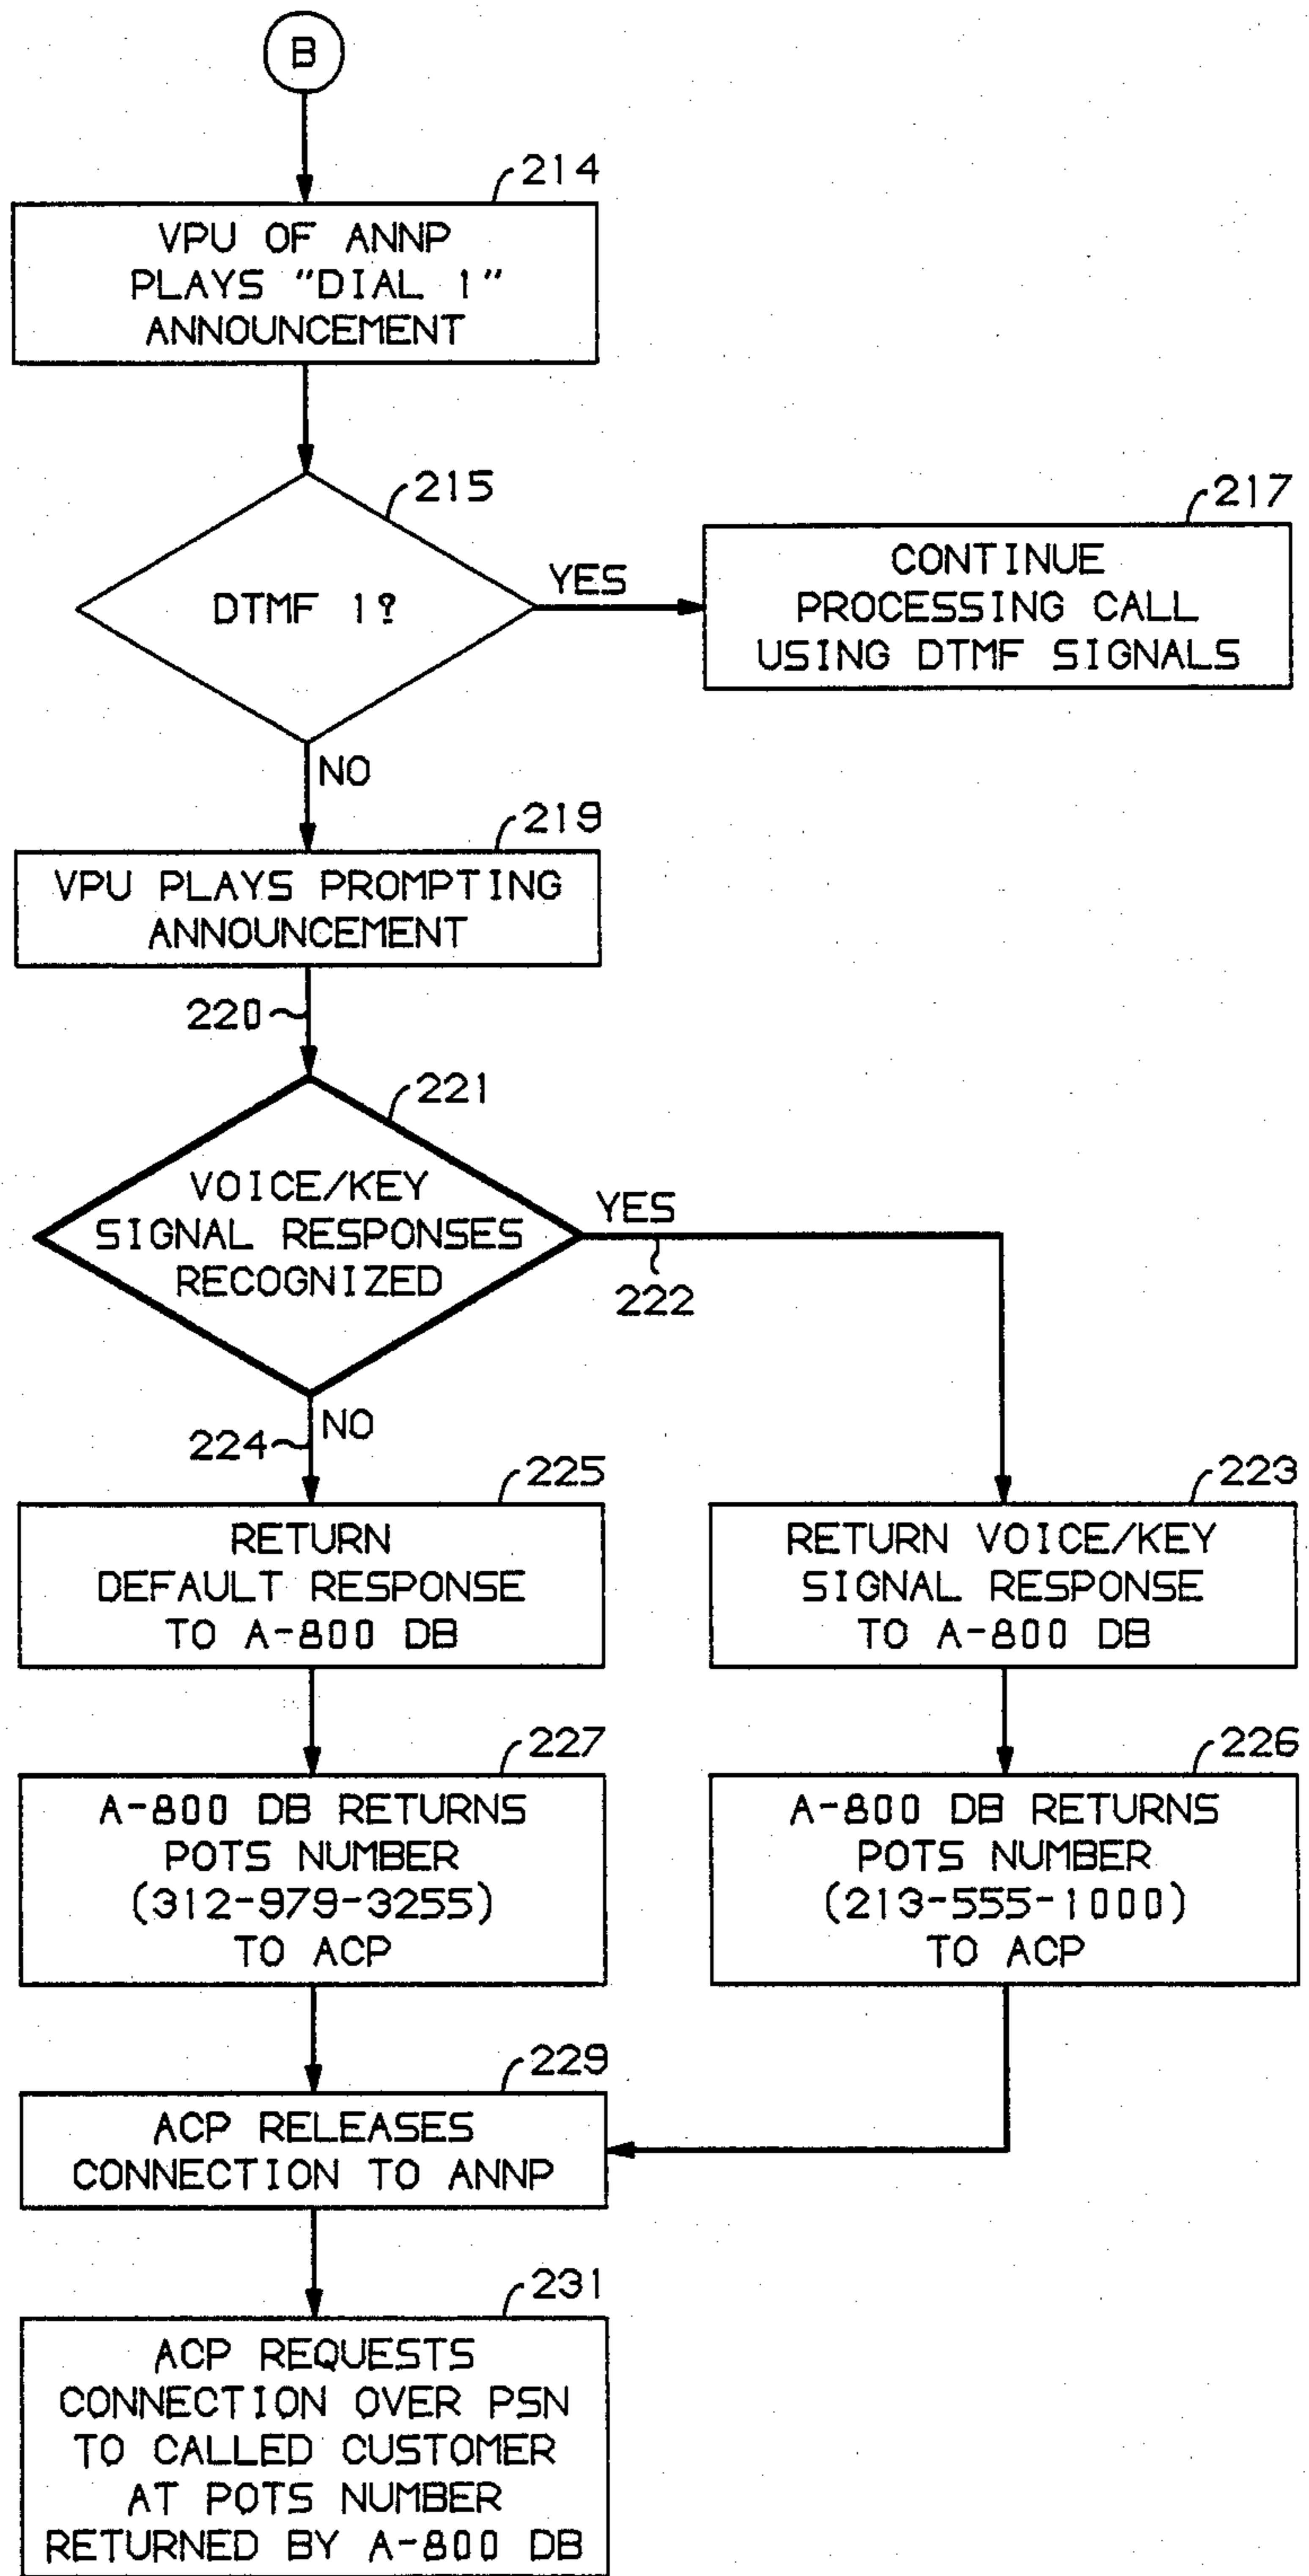 B
214
VPU OF ANNP
PLAYS "DIAL 1"
ANNOUNCEMENT
215
DTMF 1?
YES
217
CONTINUE
PROCESSING CALL
USING DTMF SIGNALS
NO
219
VPU PLAYS PROMPTING
ANNOUNCEMENT
220
221
VOICE/KEY
SIGNAL RESPONSES
RECOGNIZED
YES
222
NO
224
225
RETURN
DEFAULT RESPONSE
TO A-800 DB
223
RETURN VOICE/KEY
SIGNAL RESPONSE
TO A-800 DB
227
A-800 DB RETURNS
POTS NUMBER
(312-979-3255)
TO ACP
226
A-800 DB RETURNS
POTS NUMBER
(213-555-1000)
TO ACP
229
ACP RELEASES
CONNECTION TO ANNP
231
ACP REQUESTS
CONNECTION OVER PSN
TO CALLED CUSTOMER
AT POTS NUMBER
RETURNED BY A-800 DB